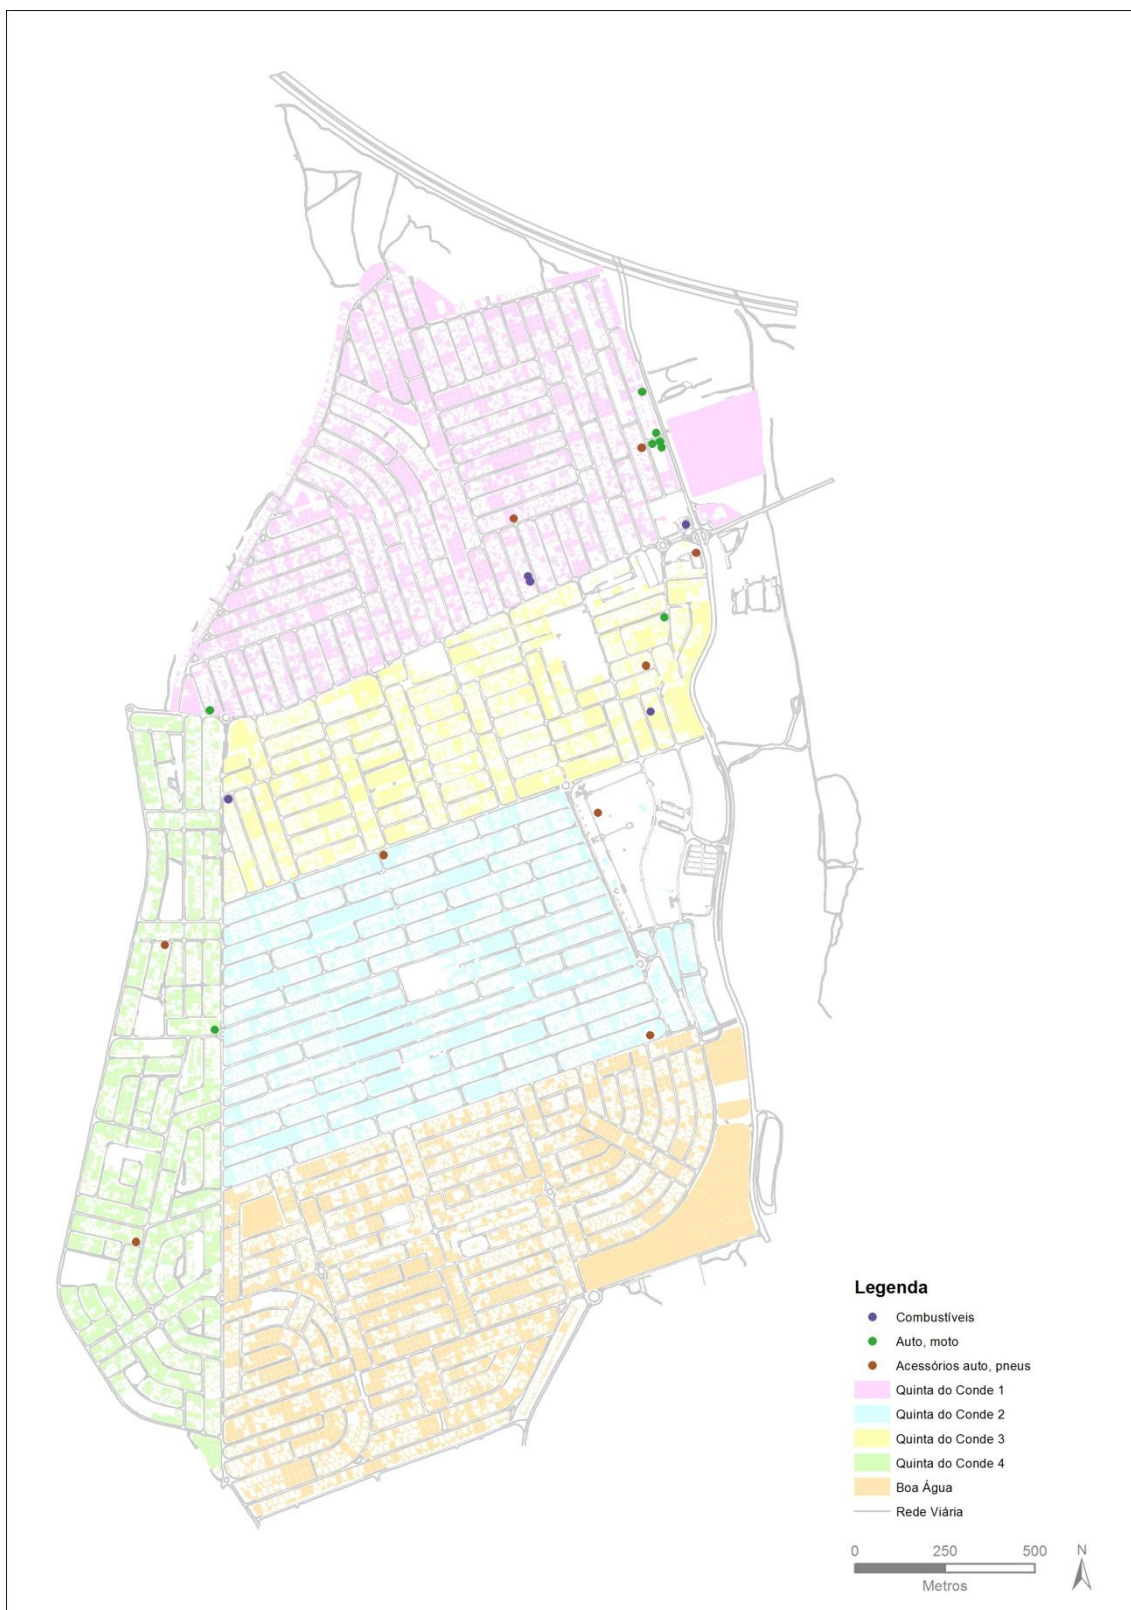 Legenda
Combustíveis
Auto, moto
Acessórios auto, pneus
Quinta do Conde 1
Quinta do Conde 2
Quinta do Conde 3
Quinta do Conde 4
Boa Água
Rede Viária
0 250 500 N
Metros